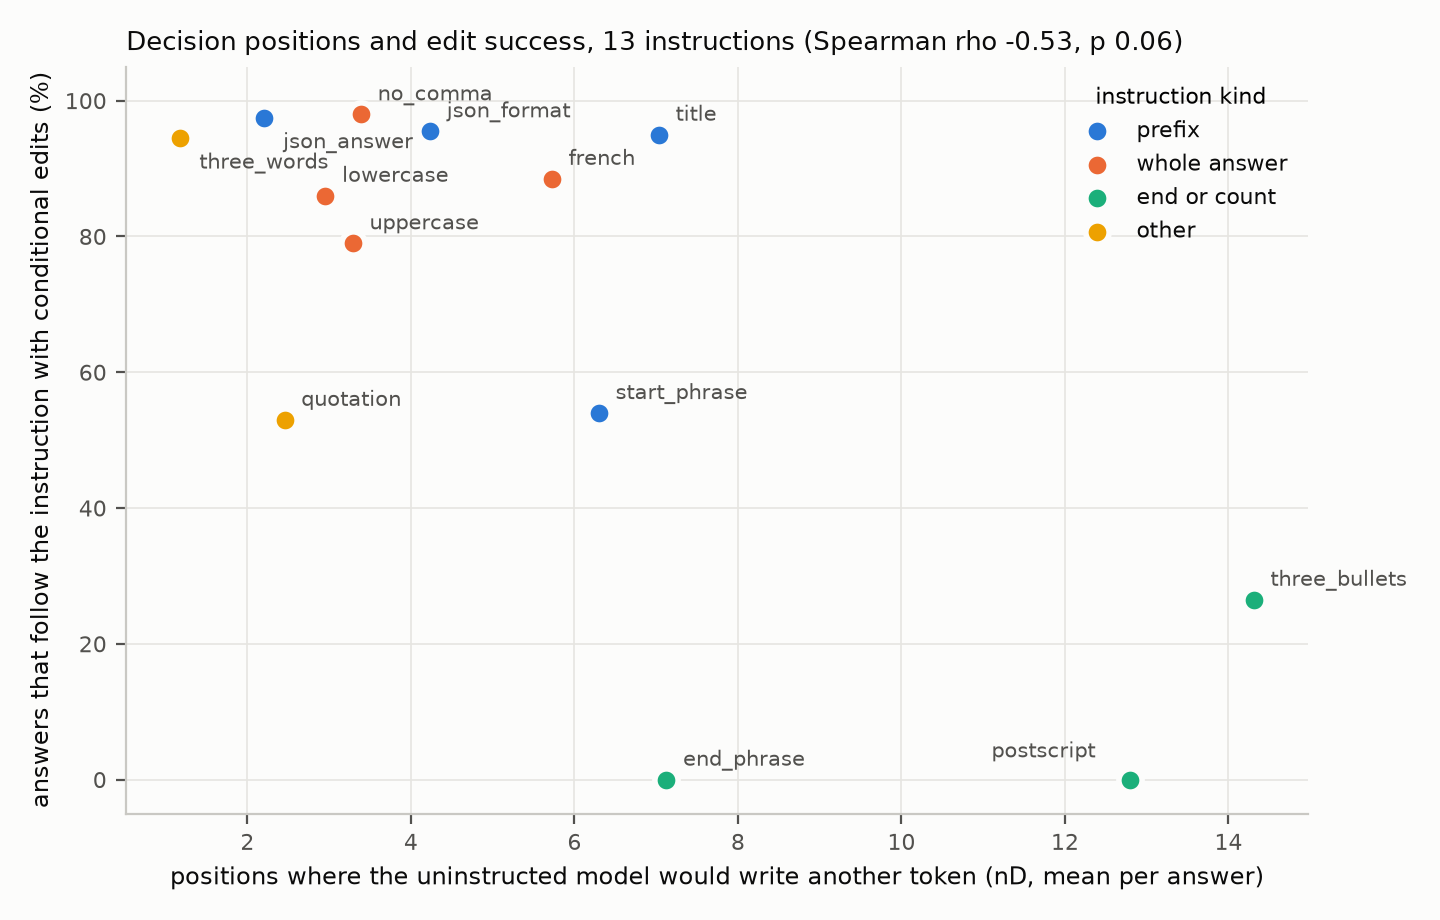 Decision positions and edit success, 13 instructions (Spearman rho -0.53, p 0.06)
answers that follow the instruction with conditional edits (%)
100
80
60
40
20
0
no_comma
json_format
title
json_answer
three_words
french
lowercase
uppercase
quotation
start_phrase
three_bullets
end_phrase
postscript
instruction kind
prefix
whole answer
end or count
other
2 4 6 8 10 12 14
positions where the uninstructed model would write another token (nD, mean per answer)